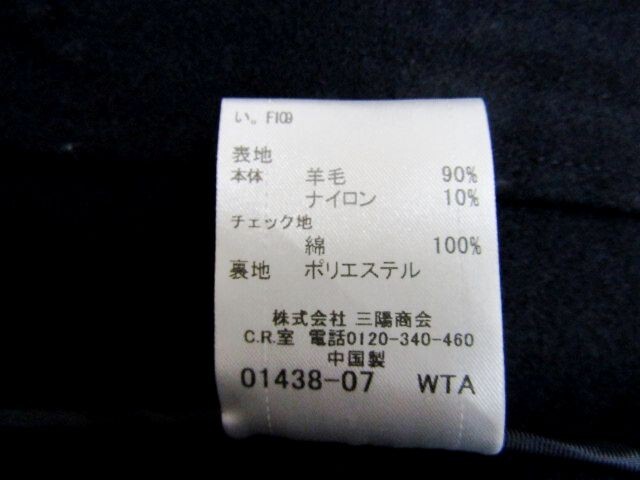 い。F109
表地
本体 羊毛 90%
ナイロン 10%
チェック地
綿 100%
裏地 ポリエステル
株式会社 三陽商会
C.R.室 電話0120-340-460
中国製
01438-07 WTA